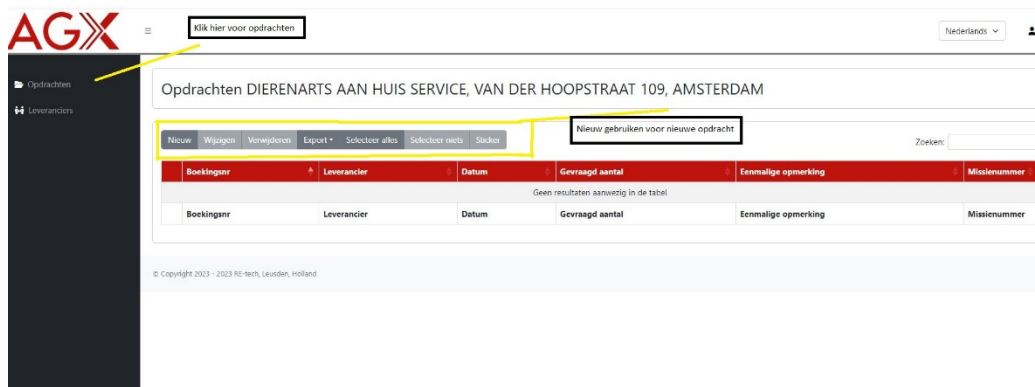 AGX
Klik hier voor opdrachten
Nederlands
Opdrachten
Leveranciers
Opdrachten DIERENARTS AAN HUIS SERVICE, VAN DER HOOPSTRAAT 109, AMSTERDAM
Nieuw gebruiken voor nieuwe opdracht
Nieuw Wijzigen Verwijderen Export Selecteer alles Selecteer niets Sticker
Zoeken:
Boekingsnr Leverancier Datum Gevraagd aantal Eenmalige opmerking Missienummer
Geen resultaten aanwezig in de tabel
Boekingsnr Leverancier Datum Gevraagd aantal Eenmalige opmerking Missienummer
© Copyright 2023 - 2023 RE-tech, Leusden, Holland